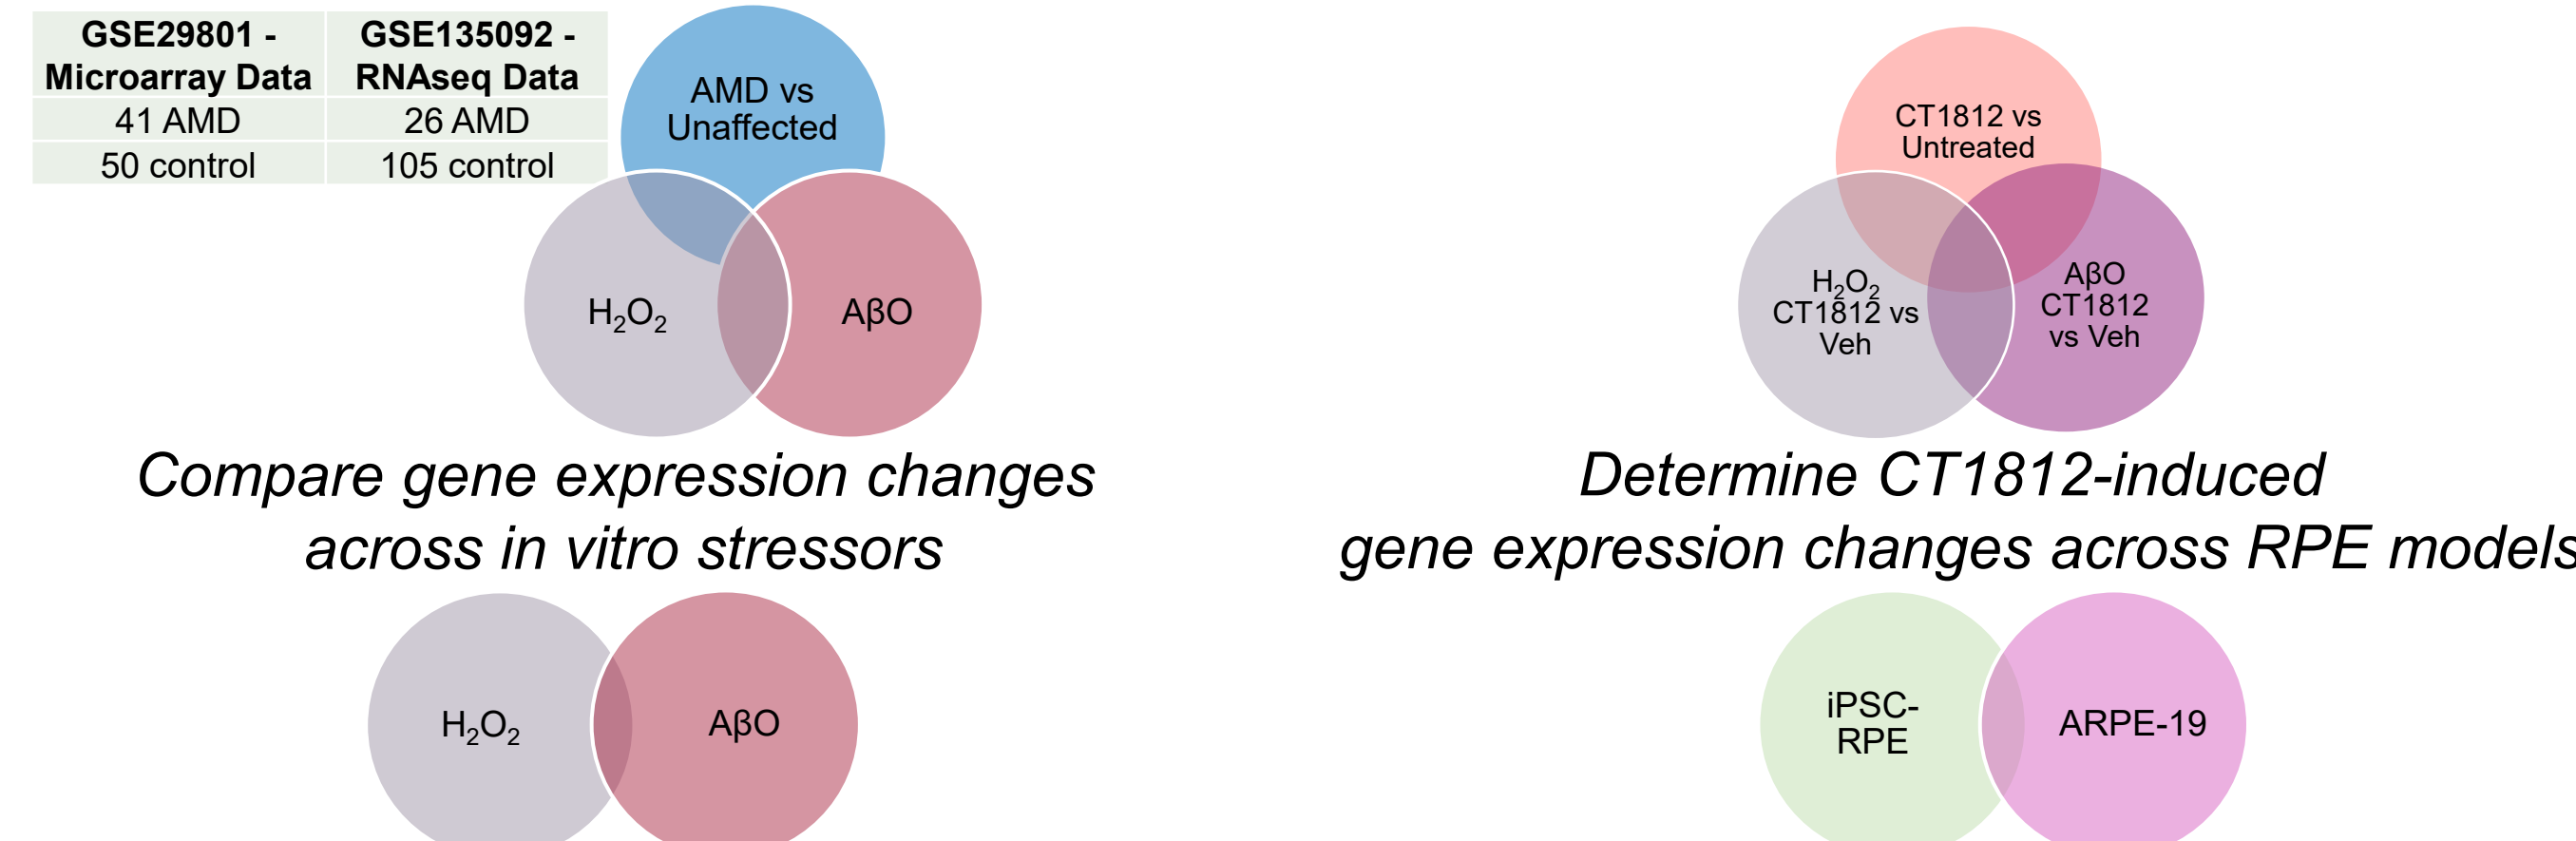 GSE29801 -
Microarray Data
GSE135092 -
RNAseq Data
41 AMD
26 AMD
50 control
105 control
AMD vs
Unaffected
H₂O₂
AβO
Compare gene expression changes
across in vitro stressors
H₂O₂
AβO
CT1812 vs
Untreated
H₂O₂
CT1812 vs
Veh
AβO
CT1812
vs Veh
Determine CT1812-induced
gene expression changes across RPE models
iPSC-
RPE
ARPE-19